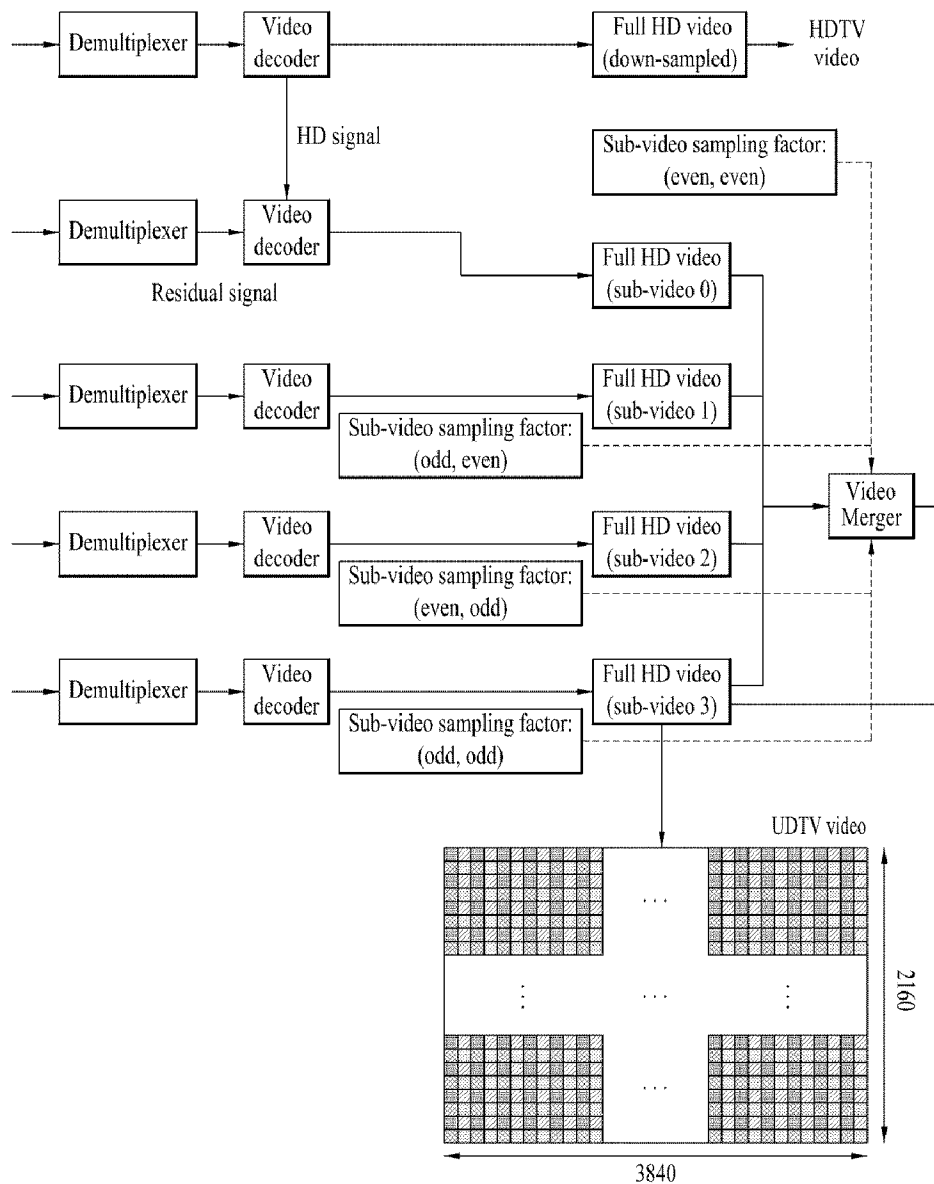 Demultiplexer
Video
decoder
Full HD video
(down-sampled)
HDTV
video
HD signal
Sub-video sampling factor:
(even, even)
Demultiplexer
Video
decoder
Residual signal
Full HD video
(sub-video 0)
Demultiplexer
Video
decoder
Full HD video
(sub-video 1)
Sub-video sampling factor:
(odd, even)
Video
Merger
Demultiplexer
Video
decoder
Full HD video
(sub-video 2)
Sub-video sampling factor:
(even, odd)
Demultiplexer
Video
decoder
Full HD video
(sub-video 3)
Sub-video sampling factor:
(odd, odd)
UDTV video
...
...
...
...
...
2160
3840